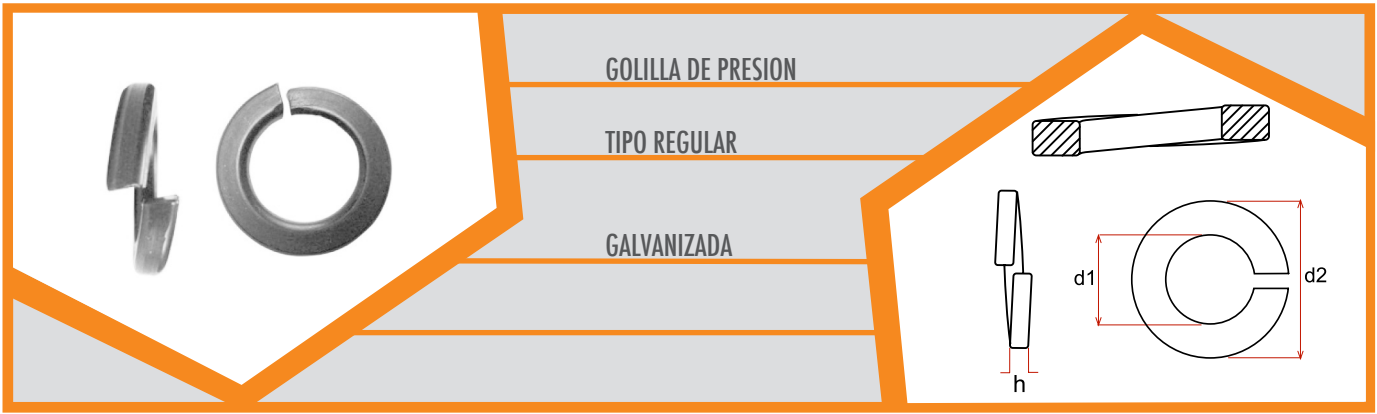 GOLILLA DE PRESION
TIPO REGULAR
GALVANIZADA
d1
d2
h